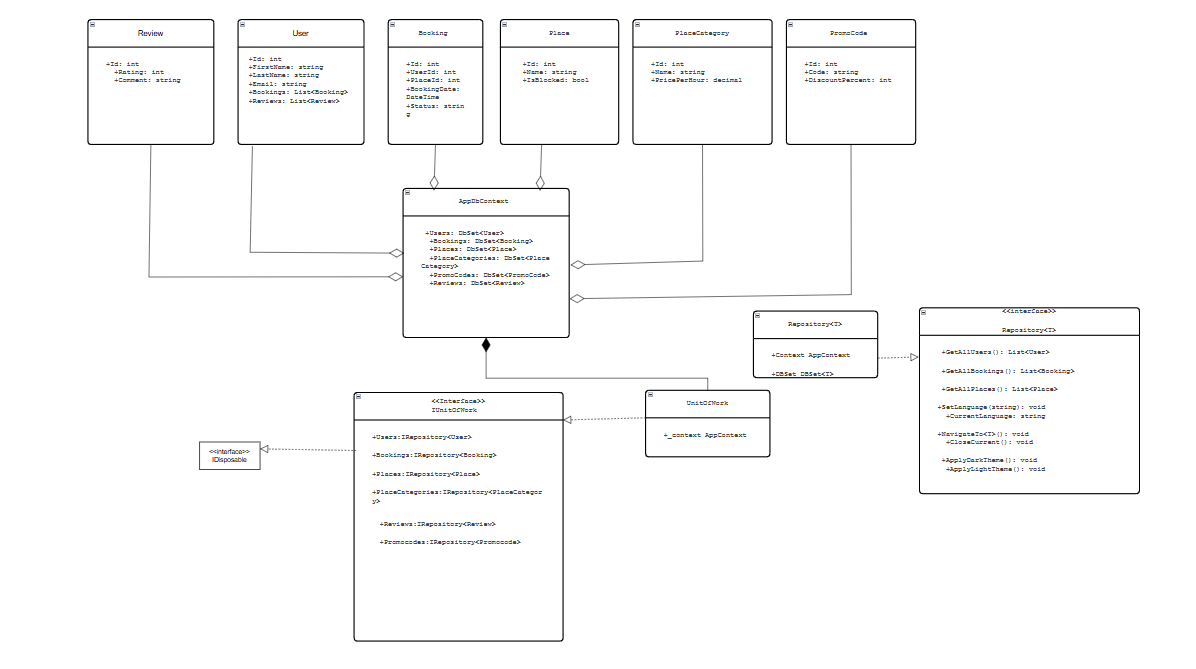 Review
+Id: int
+Rating: int
+Comment: string
User
+Id: int
+FirstName: string
+LastName: string
+Email: string
+Bookings: List<Booking>
+Reviews: List<Review>
Booking
+Id: int
+UserId: int
+PlaceId: int
+BookingDate:
DateTime
+Status: strin
g
Place
+Id: int
+Name: string
+IsBlocked: bool
PlaceCategory
+Id: int
+Name: string
+PricePerHour: decimal
PromoCode
+Id: int
+Code: string
+DiscountPercent: int
AppDbContext
+Users: DbSet<User>
+Bookings: DbSet<Booking>
+Places: DbSet<Place>
+PlaceCategories: DbSet<Place
Category>
+PromoCodes: DbSet<PromoCode>
+Reviews: DbSet<Review>
Repository<T>
+Context AppContext
+DBSet DBSet<T>
<<interface>>
Repository<T>
+GetAllUsers(): List<User>
+GetAllBookings(): List<Booking>
+GetAllPlaces(): List<Place>
+SetLanguage(string): void
+CurrentLanguage: string
+NavigateTo<T>(): void
+CloseCurrent(): void
+ApplyDarkTheme(): void
+ApplyLightTheme(): void
<<Interface>>
IUnitOfWork
+Users:IRepository<User>
+Bookings:IRepository<Booking>
+Places:IRepository<Place>
+PlaceCategories:IRepository<PlaceCategor
y>
+Reviews:IRepository<Review>
+Promocodes:IRepository<Promocode>
UnitOfWork
+_context AppContext
<<interface>>
IDisposable